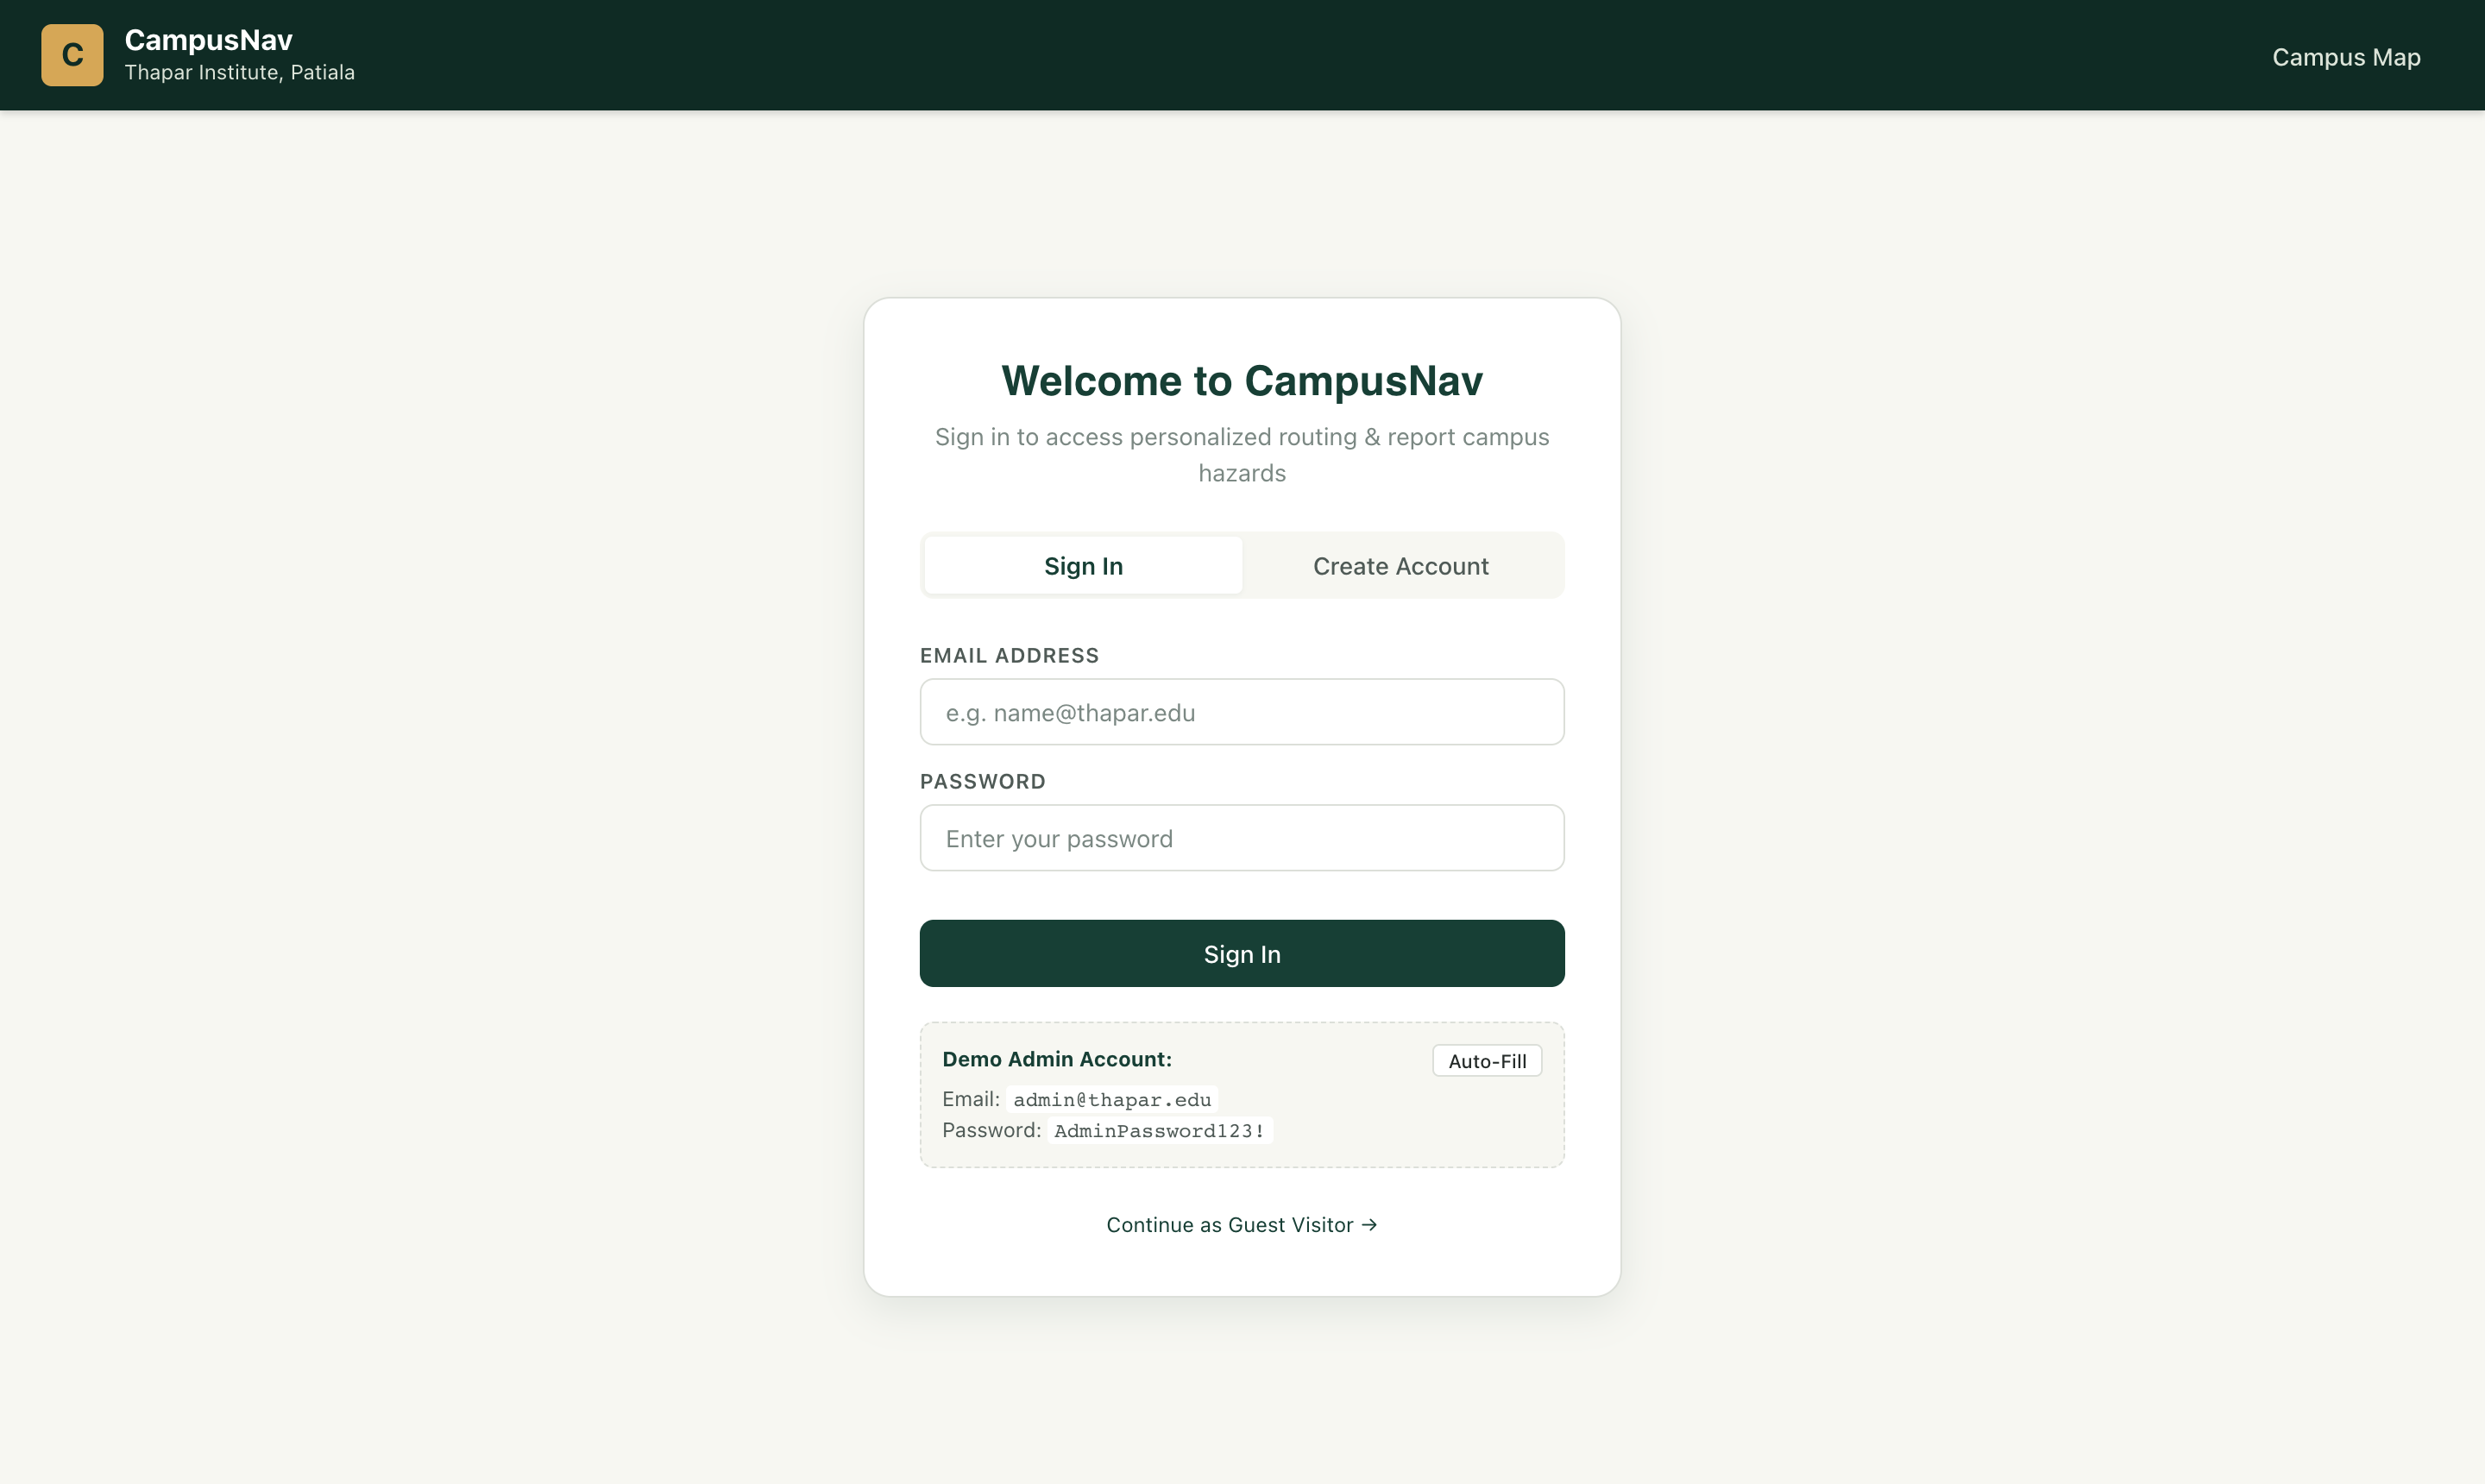 C
CampusNav
Thapar Institute, Patiala
Campus Map
Welcome to CampusNav
Sign in to access personalized routing & report campus
hazards
Sign In
Create Account
EMAIL ADDRESS
e.g. name@thapar.edu
PASSWORD
Enter your password
Sign In
Demo Admin Account:
Auto-Fill
Email: admin@thapar.edu
Password: AdminPassword123!
Continue as Guest Visitor →